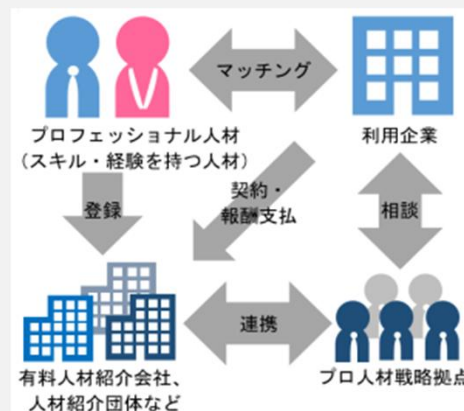 マッチング
プロフェッショナル人材
(スキル・経験を持つ人材)
利用企業
登録
契約・
報酬支払
相談
連携
有料人材紹介会社、
人材紹介団体など
プロ人材戦略拠点